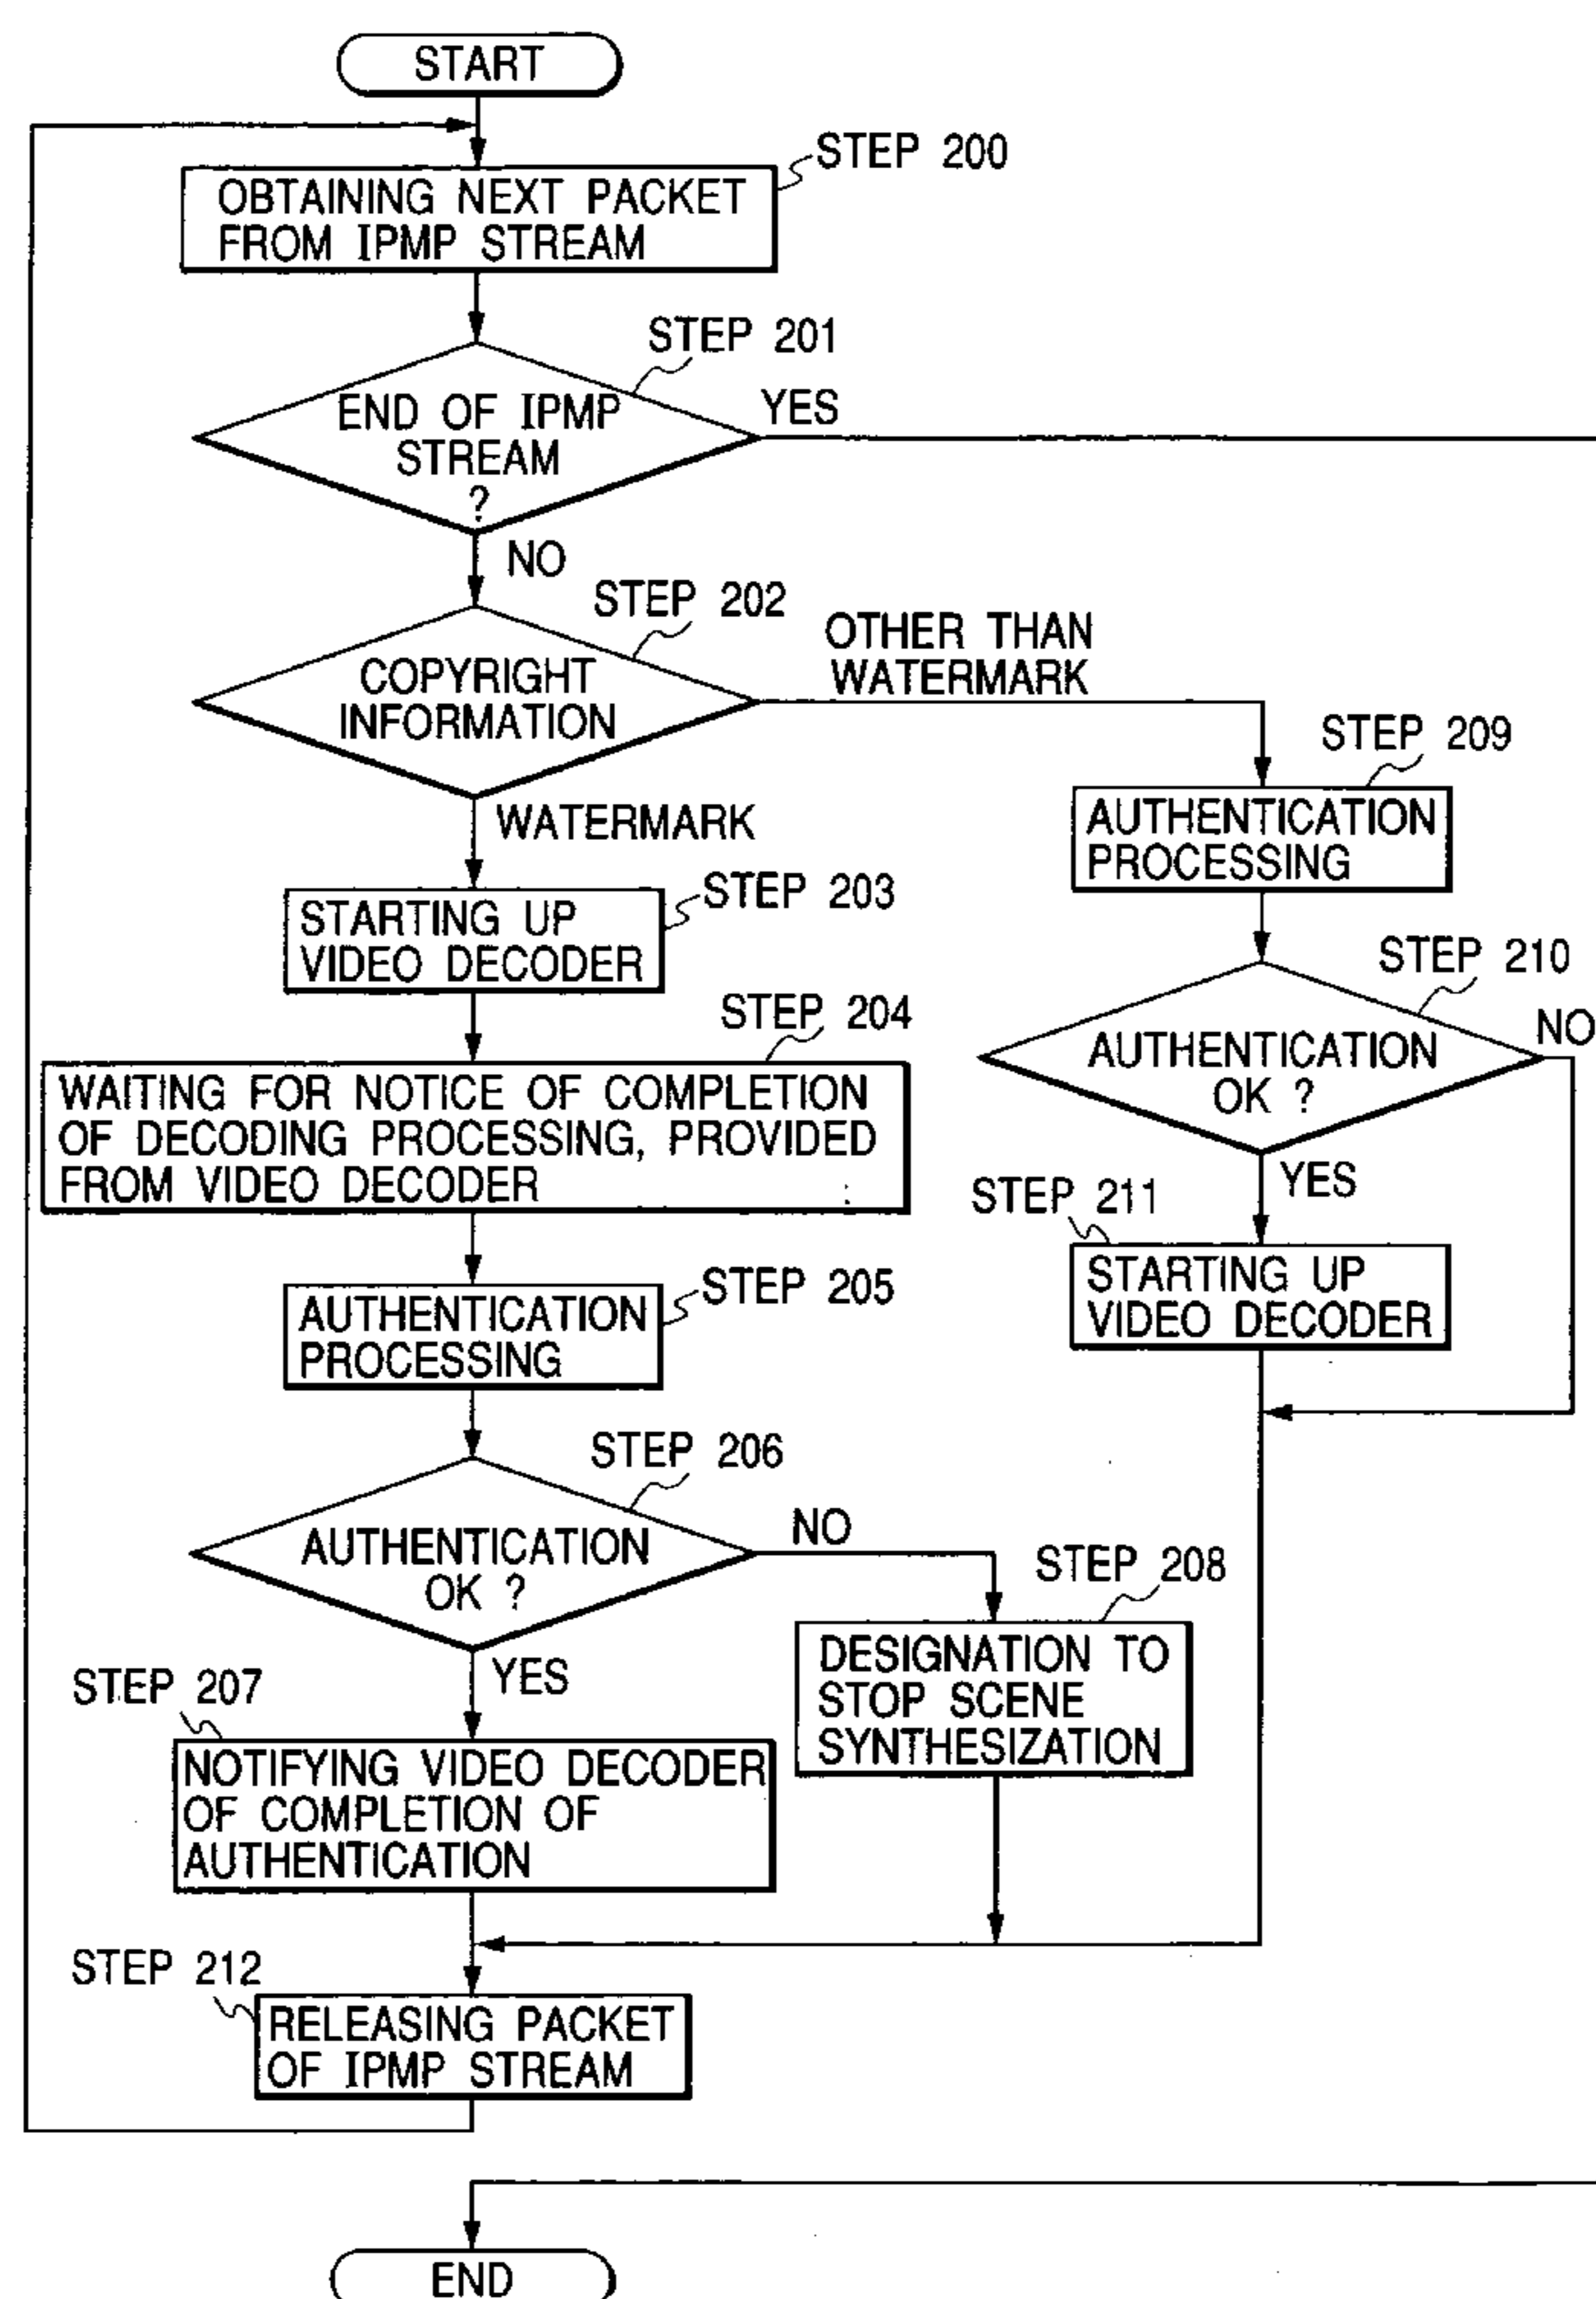 START
STEP 200
OBTAINING NEXT PACKET
FROM IPMP STREAM
STEP 201
END OF IPMP
STREAM
?
YES
NO
STEP 202
COPYRIGHT
INFORMATION
OTHER THAN
WATERMARK
WATERMARK
STEP 209
AUTHENTICATION
PROCESSING
STEP 203
STARTING UP
VIDEO DECODER
STEP 210
AUTHENTICATION
OK ?
NO
YES
STEP 204
WAITING FOR NOTICE OF COMPLETION
OF DECODING PROCESSING, PROVIDED
FROM VIDEO DECODER
STEP 211
STARTING UP
VIDEO DECODER
STEP 205
AUTHENTICATION
PROCESSING
STEP 206
AUTHENTICATION
OK ?
NO
YES
STEP 208
DESIGNATION TO
STOP SCENE
SYNTHESIZATION
STEP 207
NOTIFYING VIDEO DECODER
OF COMPLETION OF
AUTHENTICATION
STEP 212
RELEASING PACKET
OF IPMP STREAM
END